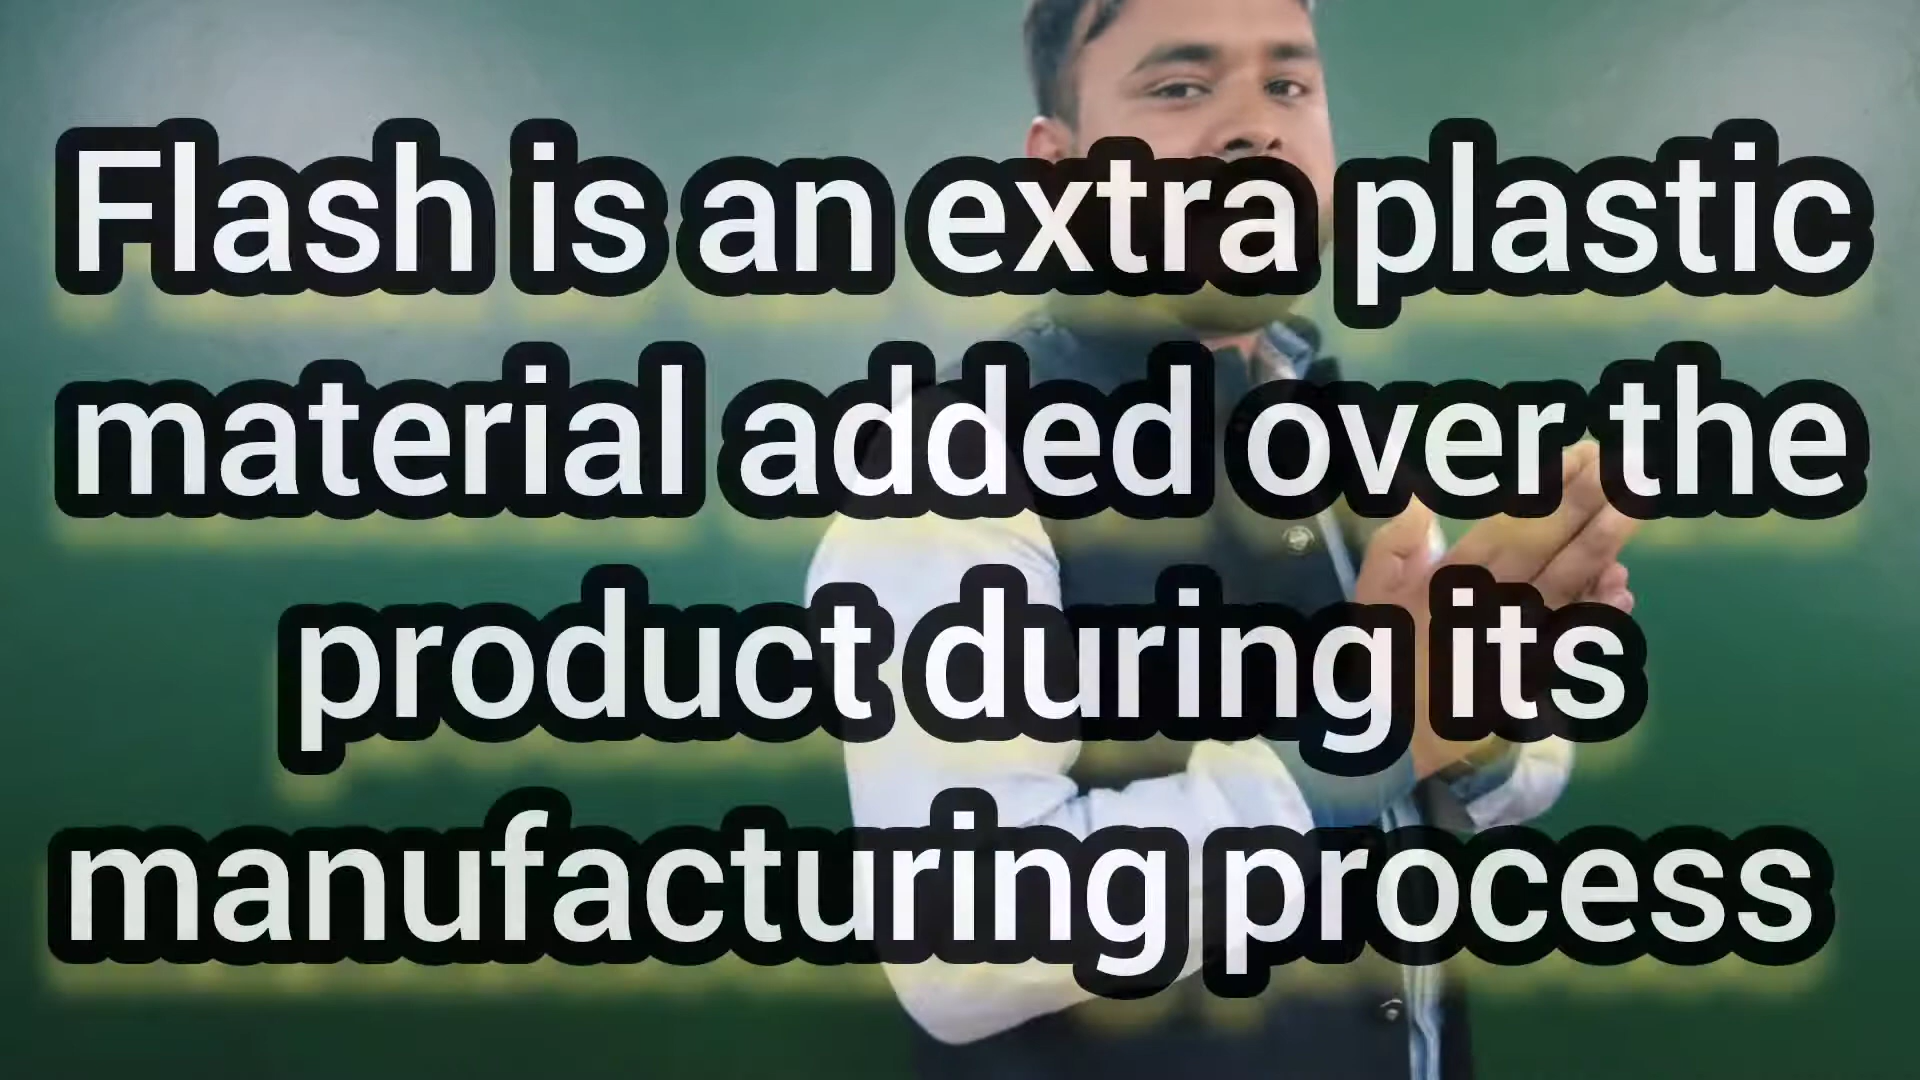 Flash is an extra plastic
material added over the
product during its
manufacturing process